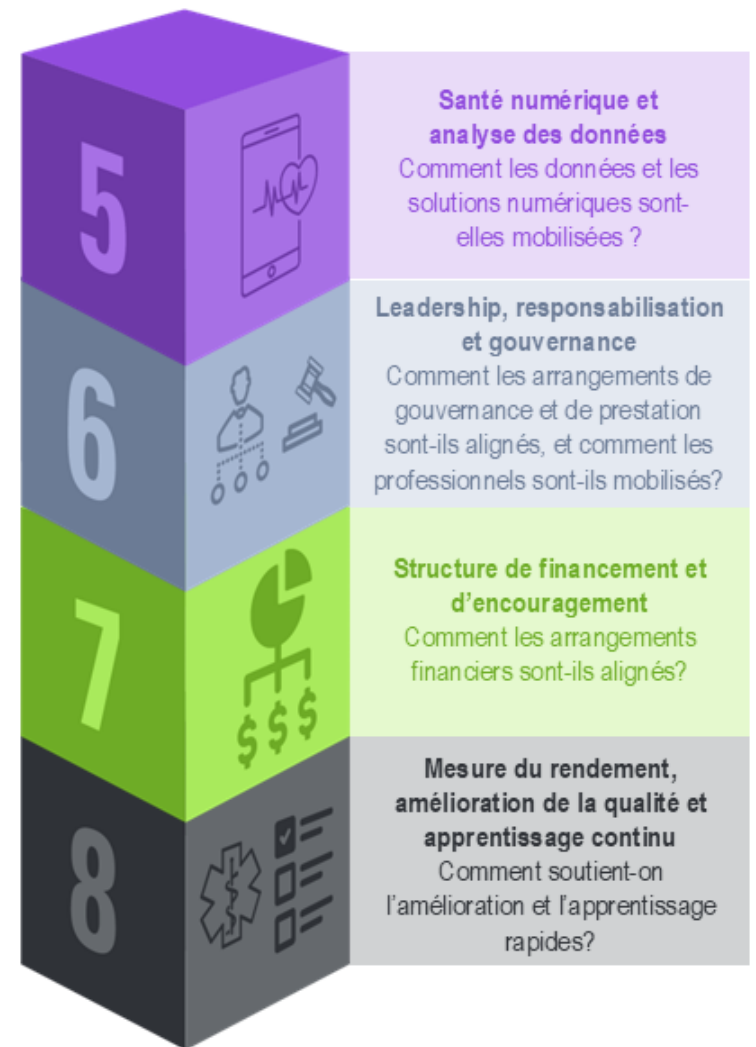 5
Santé numérique et
analyse des données
Comment les données et les
solutions numériques sont-
elles mobilisées ?
6
Leadership, responsabilisation
et gouvernance
Comment les arrangements de
gouvernance et de prestation
sont-ils alignés, et comment les
professionnels sont-ils mobilisés?
7
$ $ $
Structure de financement et
d’encouragement
Comment les arrangements
financiers sont-ils alignés?
8
Mesure du rendement,
amélioration de la qualité et
apprentissage continu
Comment soutient-on
l’amélioration et l’apprentissage
rapides?